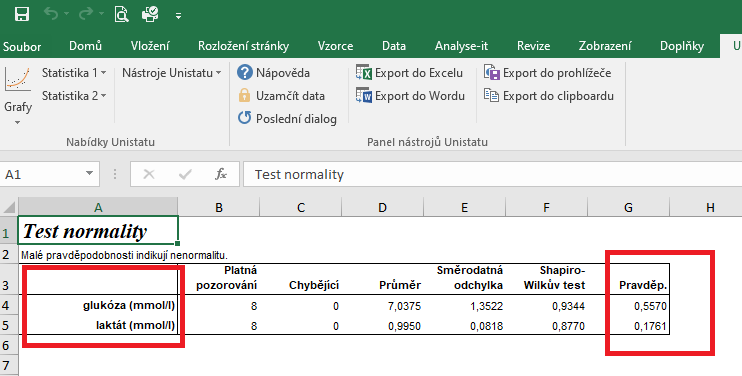 Soubor Domů Vložení Rozložení stránky Vzorce Data Analyse-it Revize Zobrazení Doplňky U
Grafy
Statistika 1
Statistika 2
Nástroje Unistatu
Nabídky Unistatu
Nápověda
Uzamčít data
Poslední dialog
Export do Excelu
Export do Wordu
Export do prohlížeče
Export do clipboardu
Panel nástrojů Unistatu
A1 fx Test normality
A B C D E F G H
1 Test normality
2 Malé pravděpodobnosti indikují nenormalitu.
Platná Směrodatná Shapiro-
3 pozorování Chybějící Průměr odchylka Wilkův test Pravděp.
4 glukóza (mmol/l) 8 0 7,0375 1,3522 0,9344 0,5570
5 laktát (mmol/l) 8 0 0,9950 0,0818 0,8770 0,1761
6
7